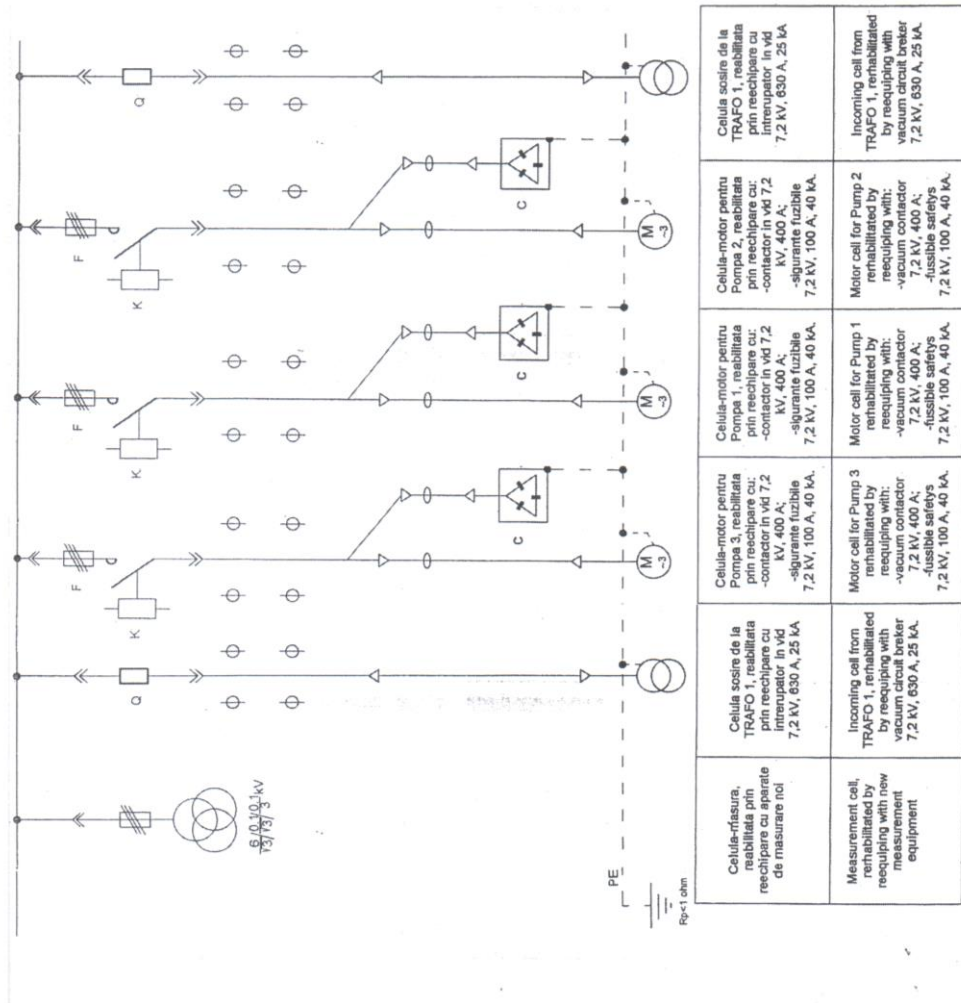 F
F
F
Q
K
K
K
Q
6/0,1/0,1 kV
√3/√3/3
C
C
C
M
~3
M
~3
M
~3
PE
Rp<1 ohm
Celula-masura,
reabilitata prin
reechipare cu aparate
de masurare noi
Celula sosire de la
TRAFO 1, reabilitata
prin reechipare cu
intrerupator in vid
7,2 kV, 630 A, 25 kA
Celula-motor pentru
Pompa 3, reabilitata
prin reechipare cu:
-contactor in vid 7,2
kV, 400 A;
-sigurante fuzibile
7,2 kV, 100 A, 40 kA.
Celula-motor pentru
Pompa 1, reabilitata
prin reechipare cu:
-contactor in vid 7,2
kV, 400 A;
-sigurante fuzibile
7,2 kV, 100 A, 40 kA.
Celula-motor pentru
Pompa 2, reabilitata
prin reechipare cu:
-contactor in vid 7,2
kV, 400 A;
-sigurante fuzibile
7,2 kV, 100 A, 40 kA.
Celula sosire de la
TRAFO 1, reabilitata
prin reechipare cu
intrerupator in vid
7,2 kV, 630 A, 25 kA
Measurement cell,
rerhabilitated by
reequiping with new
measurement
equipment
Incoming cell from
TRAFO 1, rerhabilitated
by reequiping with
vacuum circuit breker
7,2 kV, 630 A, 25 kA.
Motor cell for Pump 3
rerhabilitated by
reequiping with:
-vacuum contactor
7,2 kV, 400 A;
-fussible safetys
7,2 kV, 100 A, 40 kA.
Motor cell for Pump 1
rerhabilitated by
reequiping with:
-vacuum contactor
7,2 kV, 400 A;
-fussible safetys
7,2 kV, 100 A, 40 kA.
Motor cell for Pump 2
rerhabilitated by
reequiping with:
-vacuum contactor
7,2 kV, 400 A;
-fussible safetys
7,2 kV, 100 A, 40 kA.
Incoming cell from
TRAFO 1, rerhabilitated
by reequiping with
vacuum circuit breker
7,2 kV, 630 A, 25 kA.